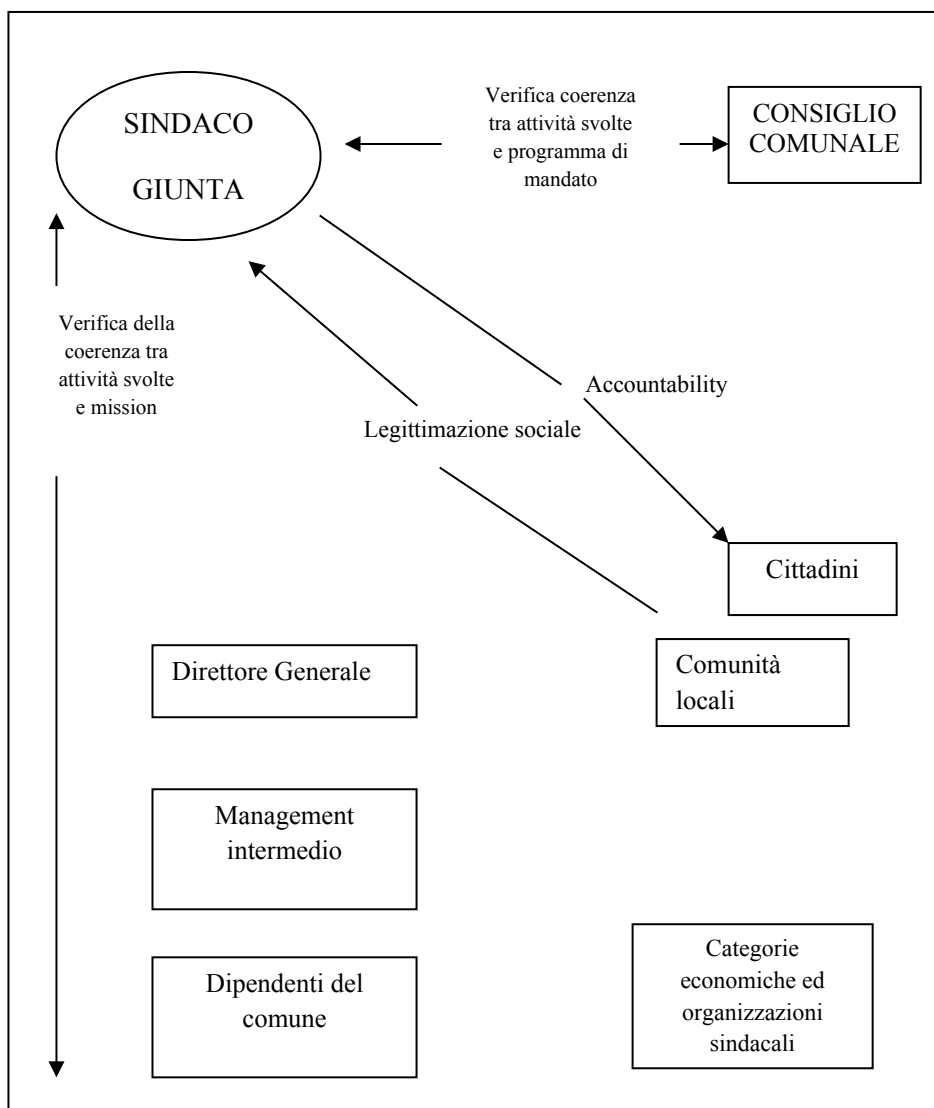 SINDACO
GIUNTA
Verifica coerenza
tra attività svolte
e programma di
mandato
CONSIGLIO
COMUNALE
Verifica della
coerenza tra
attività svolte
e mission
Accountability
Legittimazione sociale
Cittadini
Direttore Generale
Comunità
locali
Management
intermedio
Dipendenti del
comune
Categorie
economiche ed
organizzazioni
sindacali